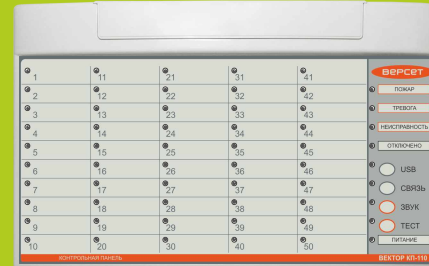 1 11 21 31 41 ВЕРСЕТ
2 12 22 32 42 ПОЖАР
3 13 23 33 43 ТРЕВОГА
4 14 24 34 44 НЕИСПРАВНОСТЬ
5 15 25 35 45 ОТКЛЮЧЕНО
6 16 26 36 46 USB
7 17 27 37 47 СВЯЗЬ
8 18 28 38 48 ЗВУК
9 19 29 39 49 ТЕСТ
10 20 30 40 50 ПИТАНИЕ
КОНТРОЛЬНАЯ ПАНЕЛЬ ВЕКТОР КП-110